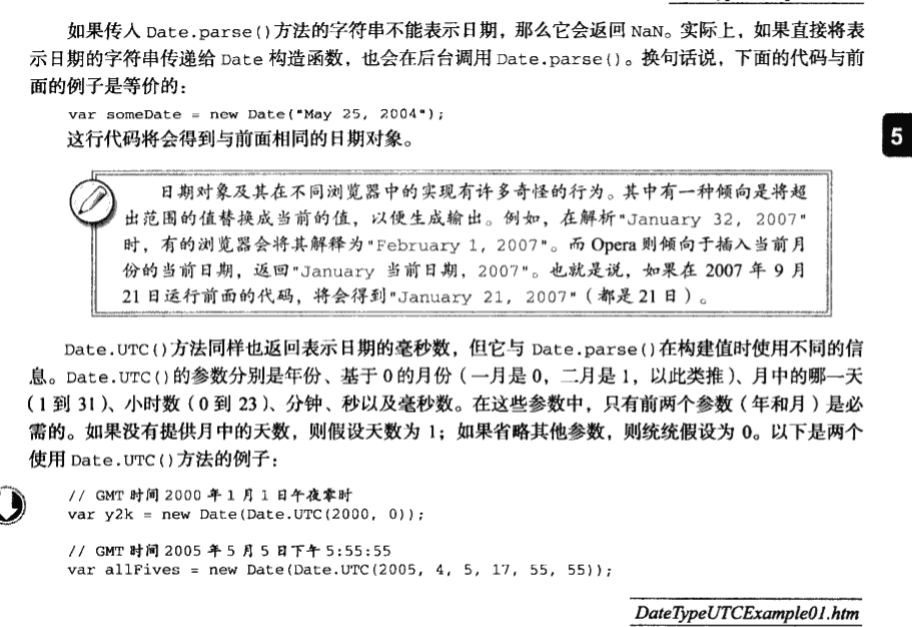 如果传入 Date.parse()方法的字符串不能表示日期，那么它会返回 NaN。实际上，如果直接将表
示日期的字符串传递给 Date 构造函数，也会在后台调用 Date.parse()。换句话说，下面的代码与前
面的例子是等价的：
var someDate = new Date("May 25, 2004");
这行代码将会得到与前面相同的日期对象。
5
日期对象及其在不同浏览器中的实现有许多奇怪的行为。其中有一种倾向是将超
出范围的值替换成当前的值，以便生成输出。例如，在解析"January 32, 2007"
时，有的浏览器会将其解释为"February 1, 2007"。而 Opera 则倾向于插入当前月
份的当前日期，返回"January 当前日期, 2007"。也就是说，如果在 2007 年 9 月
21 日运行前面的代码，将会得到"January 21, 2007"（都是 21 日）。
Date.UTC()方法同样也返回表示日期的毫秒数，但它与 Date.parse()在构建值时使用不同的信
息。Date.UTC()的参数分别是年份、基于 0 的月份（一月是 0，二月是 1，以此类推）、月中的哪一天
（1 到 31）、小时数（0 到 23）、分钟、秒以及毫秒数。在这些参数中，只有前两个参数（年和月）是必
需的。如果没有提供月中的天数，则假设天数为 1；如果省略其他参数，则统统假设为 0。以下是两个
使用 Date.UTC()方法的例子：
// GMT 时间 2000 年 1 月 1 日午夜零时
var y2k = new Date(Date.UTC(2000, 0));
// GMT 时间 2005 年 5 月 5 日下午 5:55:55
var allFives = new Date(Date.UTC(2005, 4, 5, 17, 55, 55));
DateTypeUTCExample01.htm